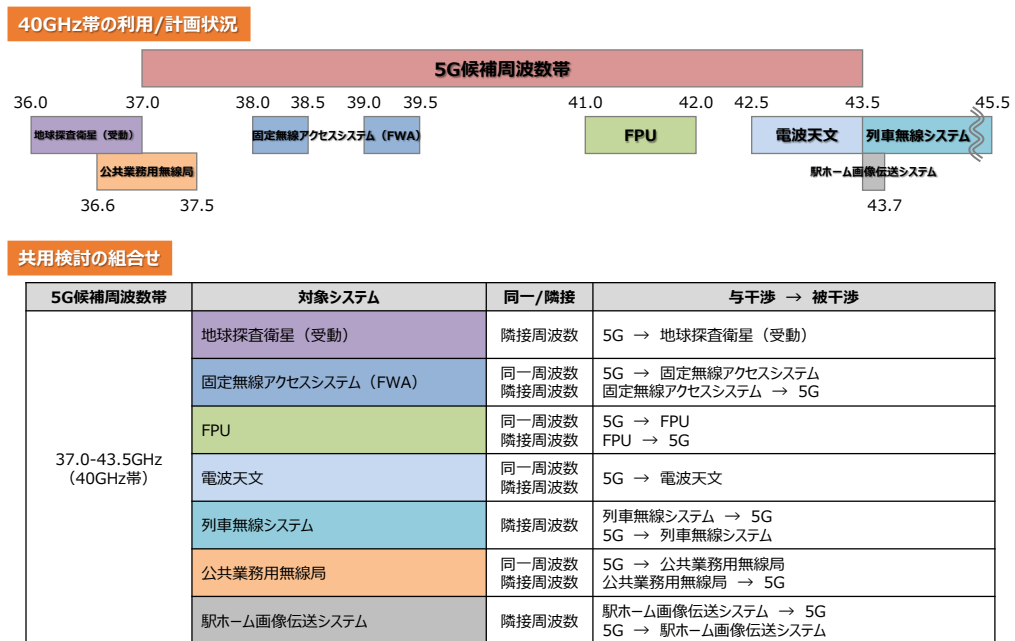 40GHz帯の利用/計画状況
5G候補周波数帯
36.0 37.0 38.0 38.5 39.0 39.5 41.0 42.0 42.5 43.5 45.5
地球探査衛星（受動） 固定無線アクセスシステム（FWA） FPU 電波天文 列車無線システム
公共業務用無線局 駅ホーム画像伝送システム
36.6 37.5 43.7
共用検討の組合せ
5G候補周波数帯 対象システム 同一/隣接 与干渉 → 被干渉
37.0-43.5GHz
（40GHz帯）
地球探査衛星（受動） 隣接周波数 5G → 地球探査衛星（受動）
固定無線アクセスシステム（FWA）
同一周波数 5G → 固定無線アクセスシステム
隣接周波数 固定無線アクセスシステム → 5G
FPU
同一周波数 5G → FPU
隣接周波数 FPU → 5G
電波天文
同一周波数
隣接周波数
5G → 電波天文
列車無線システム 隣接周波数
列車無線システム → 5G
5G → 列車無線システム
公共業務用無線局
同一周波数 5G → 公共業務用無線局
隣接周波数 公共業務用無線局 → 5G
駅ホーム画像伝送システム 隣接周波数
駅ホーム画像伝送システム → 5G
5G → 駅ホーム画像伝送システム